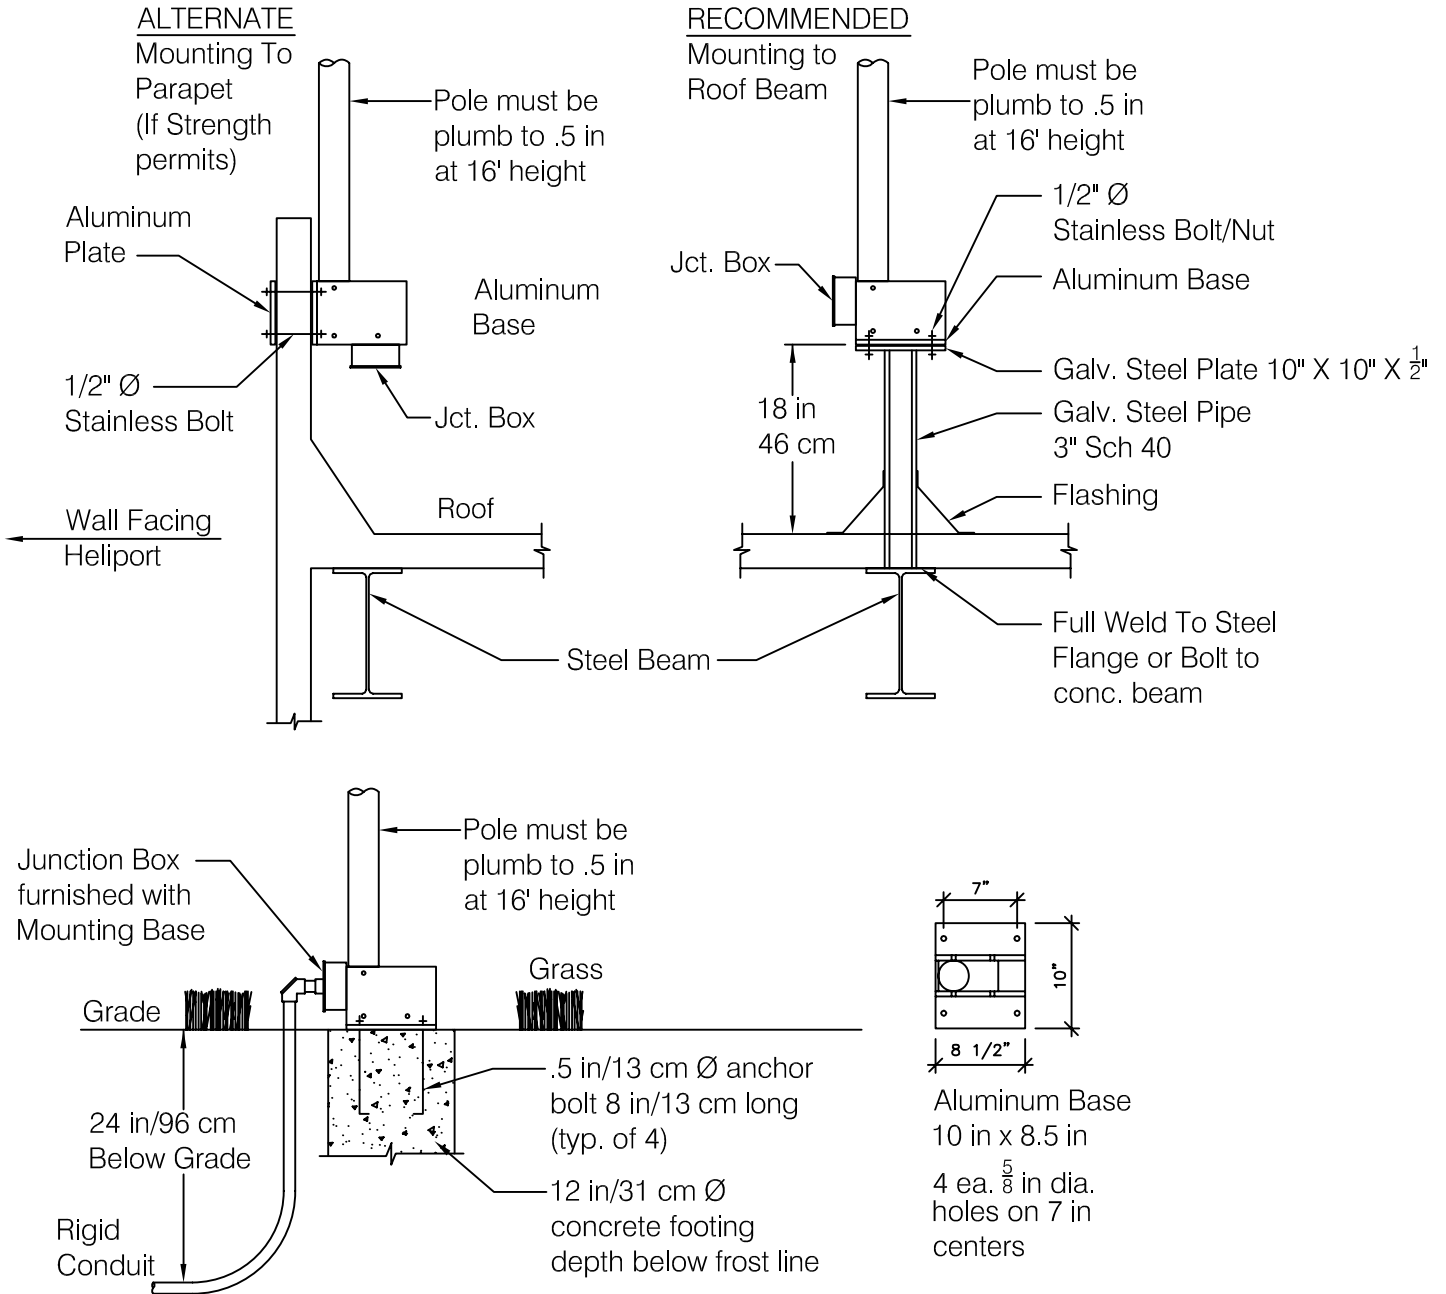 ALTERNATE
Mounting To
Parapet
(If Strength
permits)
Pole must be
plumb to .5 in
at 16' height
Aluminum
Plate
Aluminum
Base
1/2" Ø
Stainless Bolt
Jct. Box
Wall Facing
Heliport
Roof
RECOMMENDED
Mounting to
Roof Beam
Pole must be
plumb to .5 in
at 16' height
1/2" Ø
Stainless Bolt/Nut
Jct. Box
Aluminum Base
Galv. Steel Plate 10" X 10" X 1/2"
18 in
46 cm
Galv. Steel Pipe
3" Sch 40
Flashing
Steel Beam
Full Weld To Steel
Flange or Bolt to
conc. beam
Pole must be
plumb to .5 in
at 16' height
Junction Box
furnished with
Mounting Base
Grass
Grade
24 in/96 cm
Below Grade
.5 in/13 cm Ø anchor
bolt 8 in/13 cm long
(typ. of 4)
12 in/31 cm Ø
concrete footing
depth below frost line
Rigid
Conduit
7"
10"
8 1/2"
Aluminum Base
10 in x 8.5 in
4 ea. 5/8 in dia.
holes on 7 in
centers